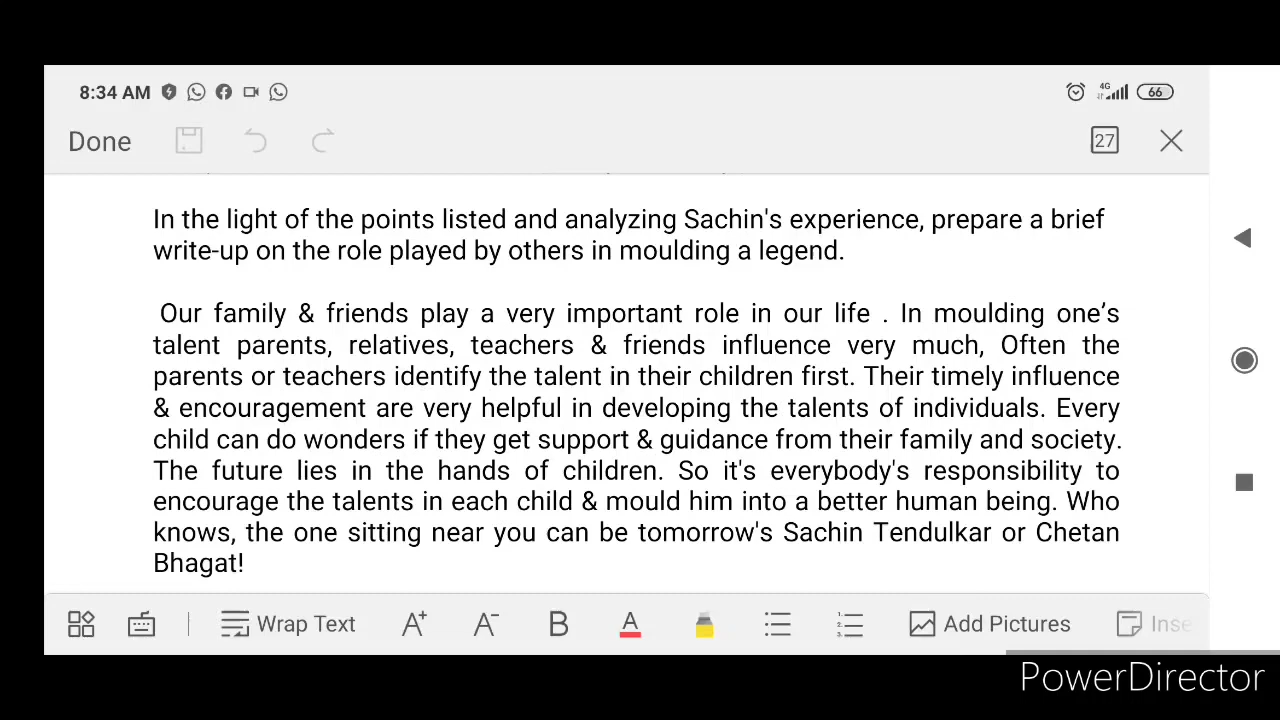 8:34 AM 4G 66
Done 27
In the light of the points listed and analyzing Sachin's experience, prepare a brief
write-up on the role played by others in moulding a legend.
Our family & friends play a very important role in our life . In moulding one’s
talent parents, relatives, teachers & friends influence very much, Often the
parents or teachers identify the talent in their children first. Their timely influence
& encouragement are very helpful in developing the talents of individuals. Every
child can do wonders if they get support & guidance from their family and society.
The future lies in the hands of children. So it's everybody's responsibility to
encourage the talents in each child & mould him into a better human being. Who
knows, the one sitting near you can be tomorrow's Sachin Tendulkar or Chetan
Bhagat!
Wrap Text A+ A- B A Add Pictures Inse
PowerDirector